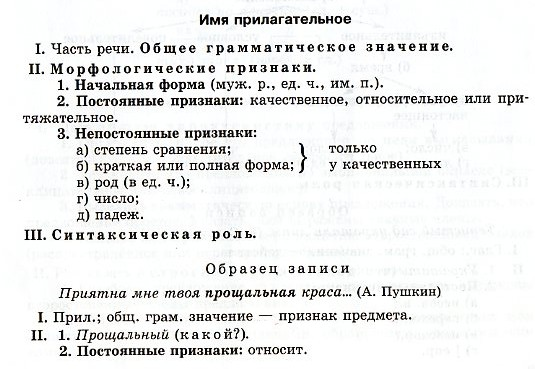 Имя прилагательное
I. Часть речи. Общее грамматическое значение.
II. Морфологические признаки.
1. Начальная форма (муж. р., ед. ч., им. п.).
2. Постоянные признаки: качественное, относительное или при-
тяжательное.
3. Непостоянные признаки:
а) степень сравнения; } только
б) краткая или полная форма; у качественных
в) род (в ед. ч.);
г) число;
д) падеж.
III. Синтаксическая роль.
Образец записи
Приятна мне твоя прощальная краса... (А. Пушкин)
I. Прил.; общ. грам. значение — признак предмета.
II. 1. Прощальный (какой?).
2. Постоянные признаки: относит.